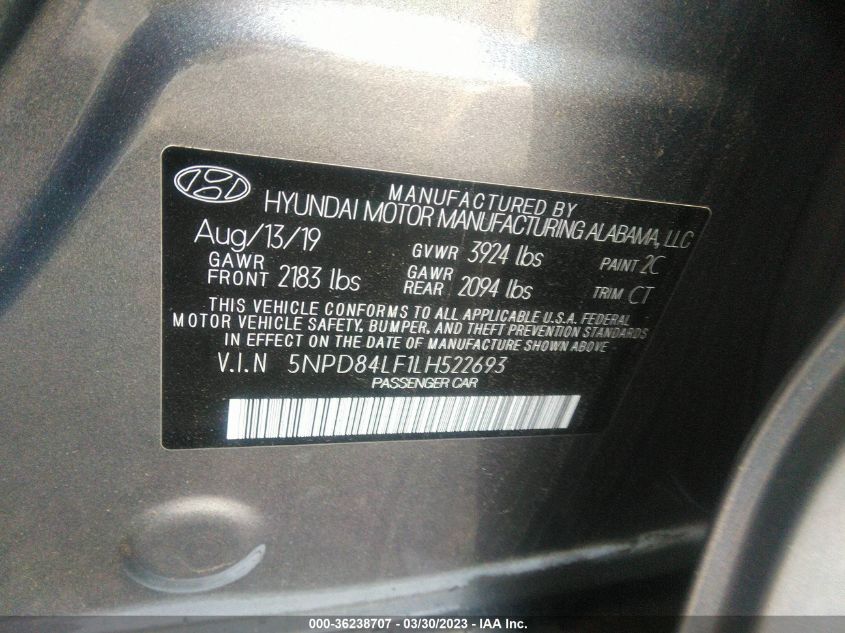 MANUFACTURED BY
HYUNDAI MOTOR MANUFACTURING ALABAMA, LLC
Aug/13/19 GVWR 3924 lbs PAINT 2C
GAWR FRONT 2183 lbs GAWR REAR 2094 lbs TRIM CT
THIS VEHICLE CONFORMS TO ALL APPLICABLE U.S.A. FEDERAL
MOTOR VEHICLE SAFETY, BUMPER, AND THEFT PREVENTION STANDARDS
IN EFFECT ON THE DATE OF MANUFACTURE SHOWN ABOVE.
V.I.N 5NPD84LF1LH522693
PASSENGER CAR
000-36238707 - 03/30/2023 - IAA Inc.